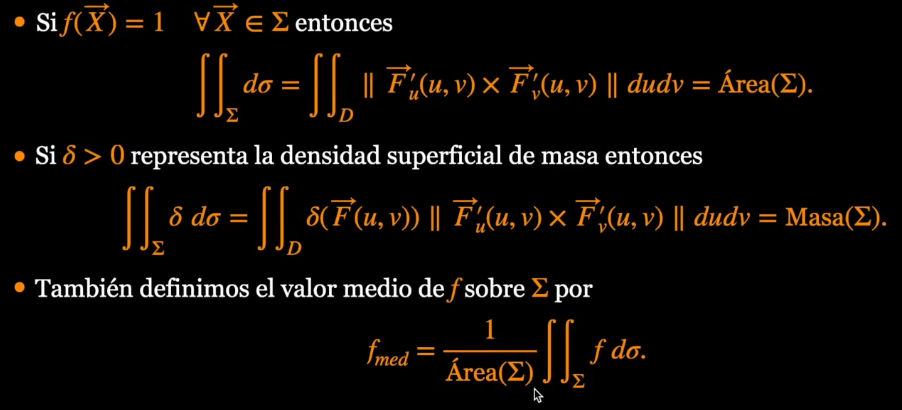 • Si f(X⃗) = 1 ∀ X⃗ ∈ Σ entonces
∬_Σ dσ = ∬_D ‖ F⃗′_u(u, v) × F⃗′_v(u, v) ‖ dudv = Área(Σ).
• Si δ > 0 representa la densidad superficial de masa entonces
∬_Σ δ dσ = ∬_D δ(F⃗(u, v)) ‖ F⃗′_u(u, v) × F⃗′_v(u, v) ‖ dudv = Masa(Σ).
• También definimos el valor medio de f sobre Σ por
f_med = 1/Área(Σ) ∬_Σ f dσ.